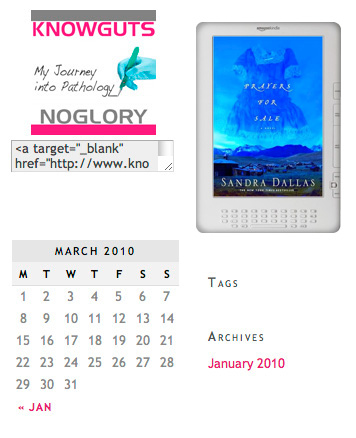 KNOWGUTS
My Journey
into Pathology
NOGLORY
<a target="_blank"
href="http://www.kno
MARCH 2010
M T W T F S S
1 2 3 4 5 6 7
8 9 10 11 12 13 14
15 16 17 18 19 20 21
22 23 24 25 26 27 28
29 30 31
« JAN
amazonkindle
PRAYERS
FOR
SALE
A NOVEL
SANDRA DALLAS
TAGS
ARCHIVES
January 2010